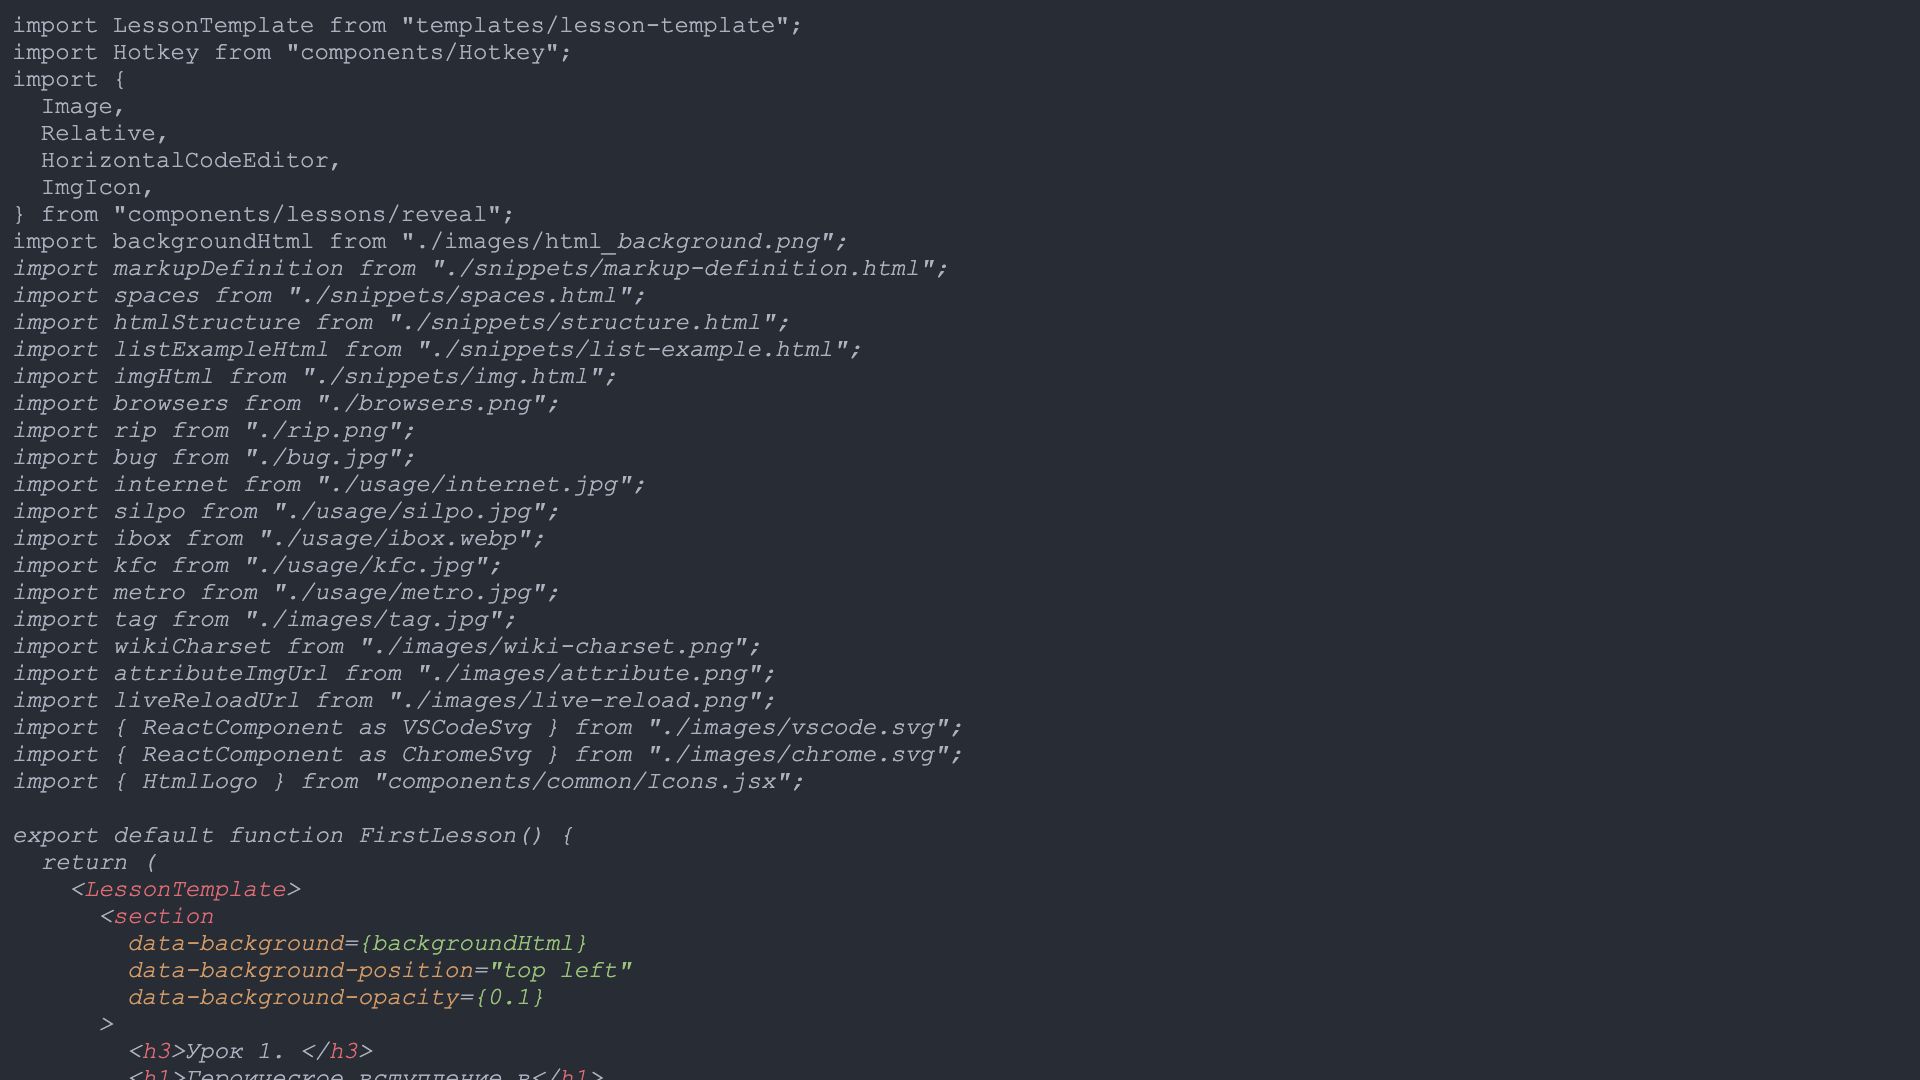 import LessonTemplate from "templates/lesson-template";
import Hotkey from "components/Hotkey";
import {
  Image,
  Relative,
  HorizontalCodeEditor,
  ImgIcon,
} from "components/lessons/reveal";
import backgroundHtml from "./images/html_background.png";
import markupDefinition from "./snippets/markup-definition.html";
import spaces from "./snippets/spaces.html";
import htmlStructure from "./snippets/structure.html";
import listExampleHtml from "./snippets/list-example.html";
import imgHtml from "./snippets/img.html";
import browsers from "./browsers.png";
import rip from "./rip.png";
import bug from "./bug.jpg";
import internet from "./usage/internet.jpg";
import silpo from "./usage/silpo.jpg";
import ibox from "./usage/ibox.webp";
import kfc from "./usage/kfc.jpg";
import metro from "./usage/metro.jpg";
import tag from "./images/tag.jpg";
import wikiCharset from "./images/wiki-charset.png";
import attributeImgUrl from "./images/attribute.png";
import liveReloadUrl from "./images/live-reload.png";
import { ReactComponent as VSCodeSvg } from "./images/vscode.svg";
import { ReactComponent as ChromeSvg } from "./images/chrome.svg";
import { HtmlLogo } from "components/common/Icons.jsx";

export default function FirstLesson() {
  return (
    <LessonTemplate>
      <section
        data-background={backgroundHtml}
        data-background-position="top left"
        data-background-opacity={0.1}
      >
        <h3>Урок 1. </h3>
        <h1>Героическое вступление в</h1>